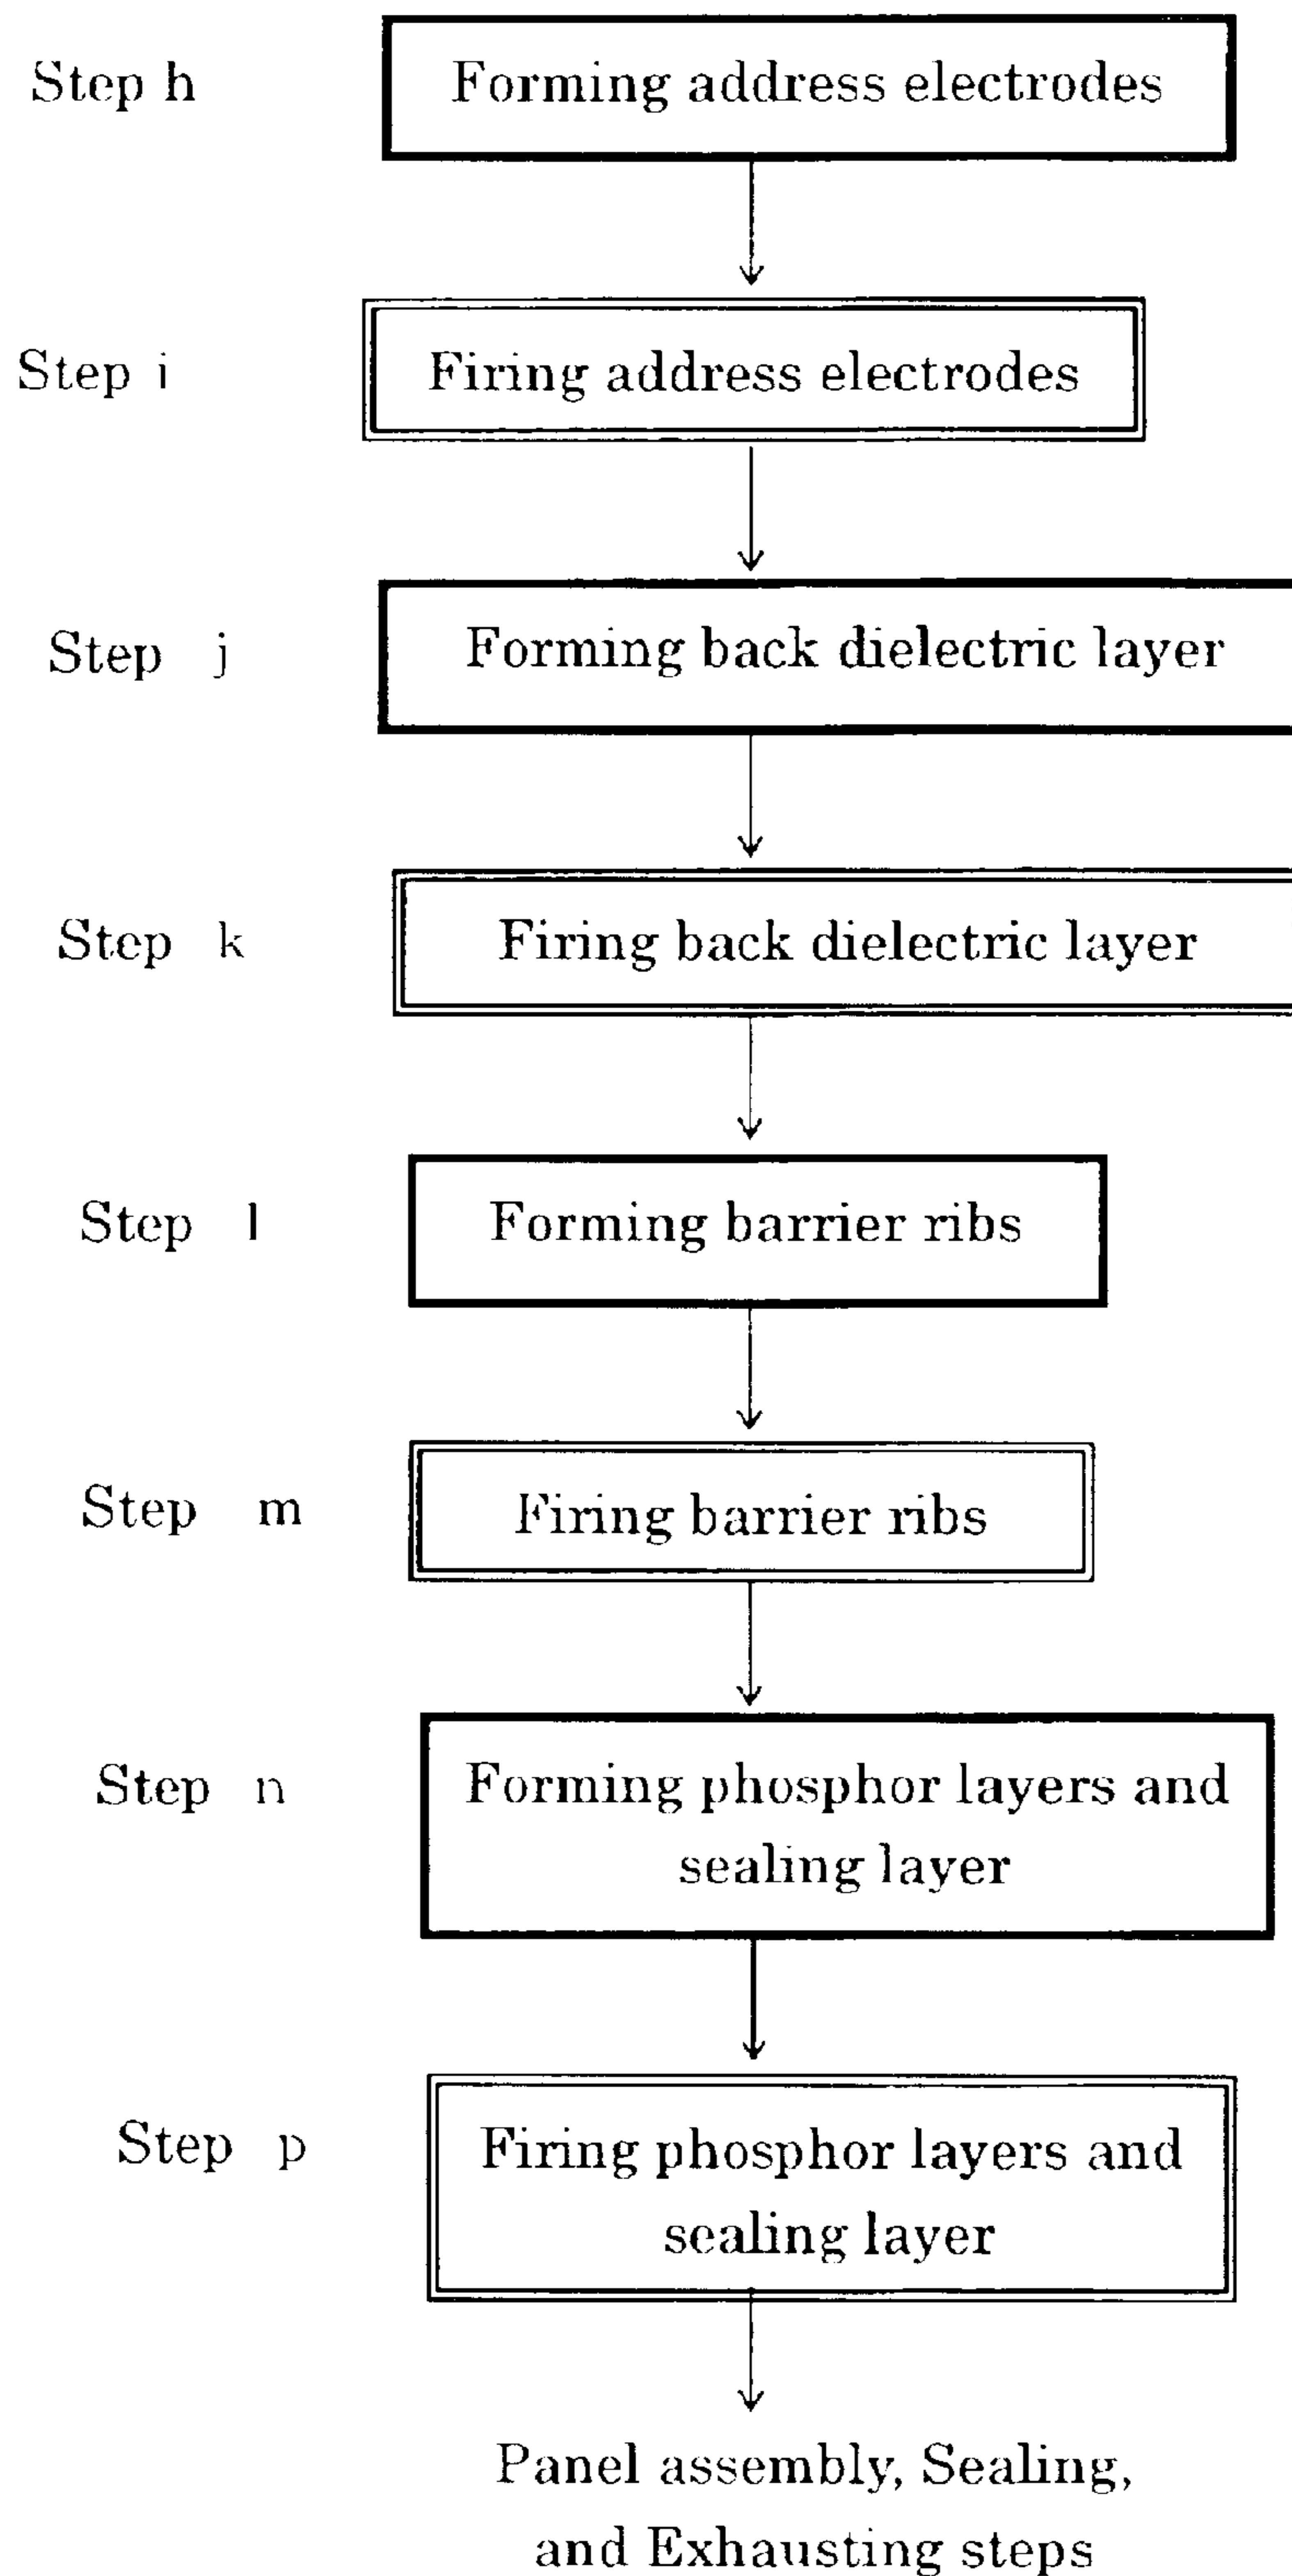 Step h Forming address electrodes
Step i Firing address electrodes
Step j Forming back dielectric layer
Step k Firing back dielectric layer
Step l Forming barrier ribs
Step m Firing barrier ribs
Step n Forming phosphor layers and
sealing layer
Step p Firing phosphor layers and
sealing layer
Panel assembly, Sealing,
and Exhausting steps